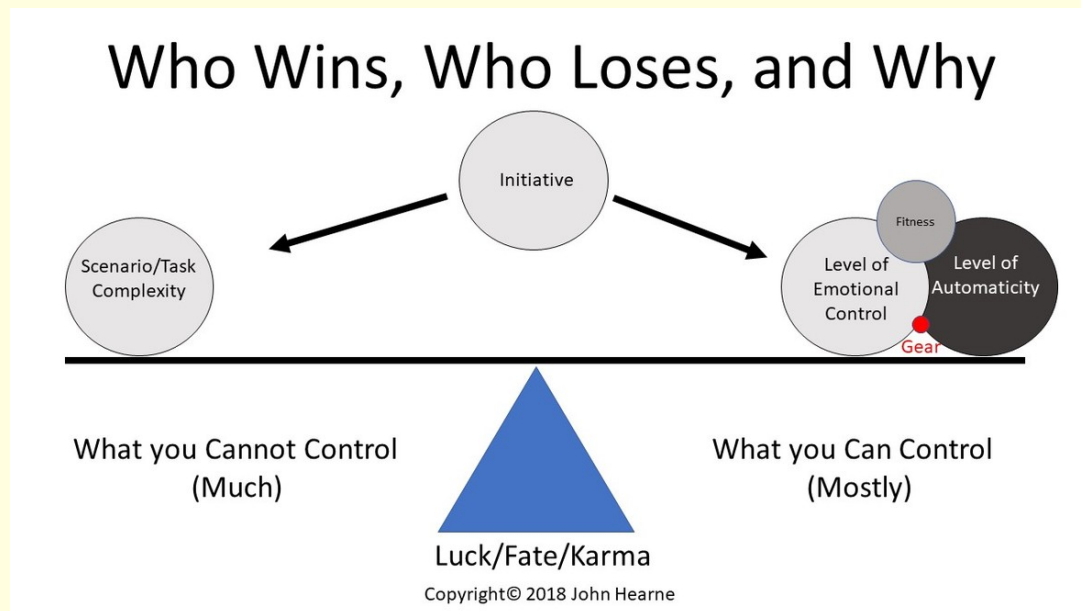 Who Wins, Who Loses, and Why
Initiative
Scenario/Task
Complexity
Fitness
Level of
Emotional
Control
Level of
Automaticity
Gear
What you Cannot Control
(Much)
What you Can Control
(Mostly)
Luck/Fate/Karma
Copyright© 2018 John Hearne